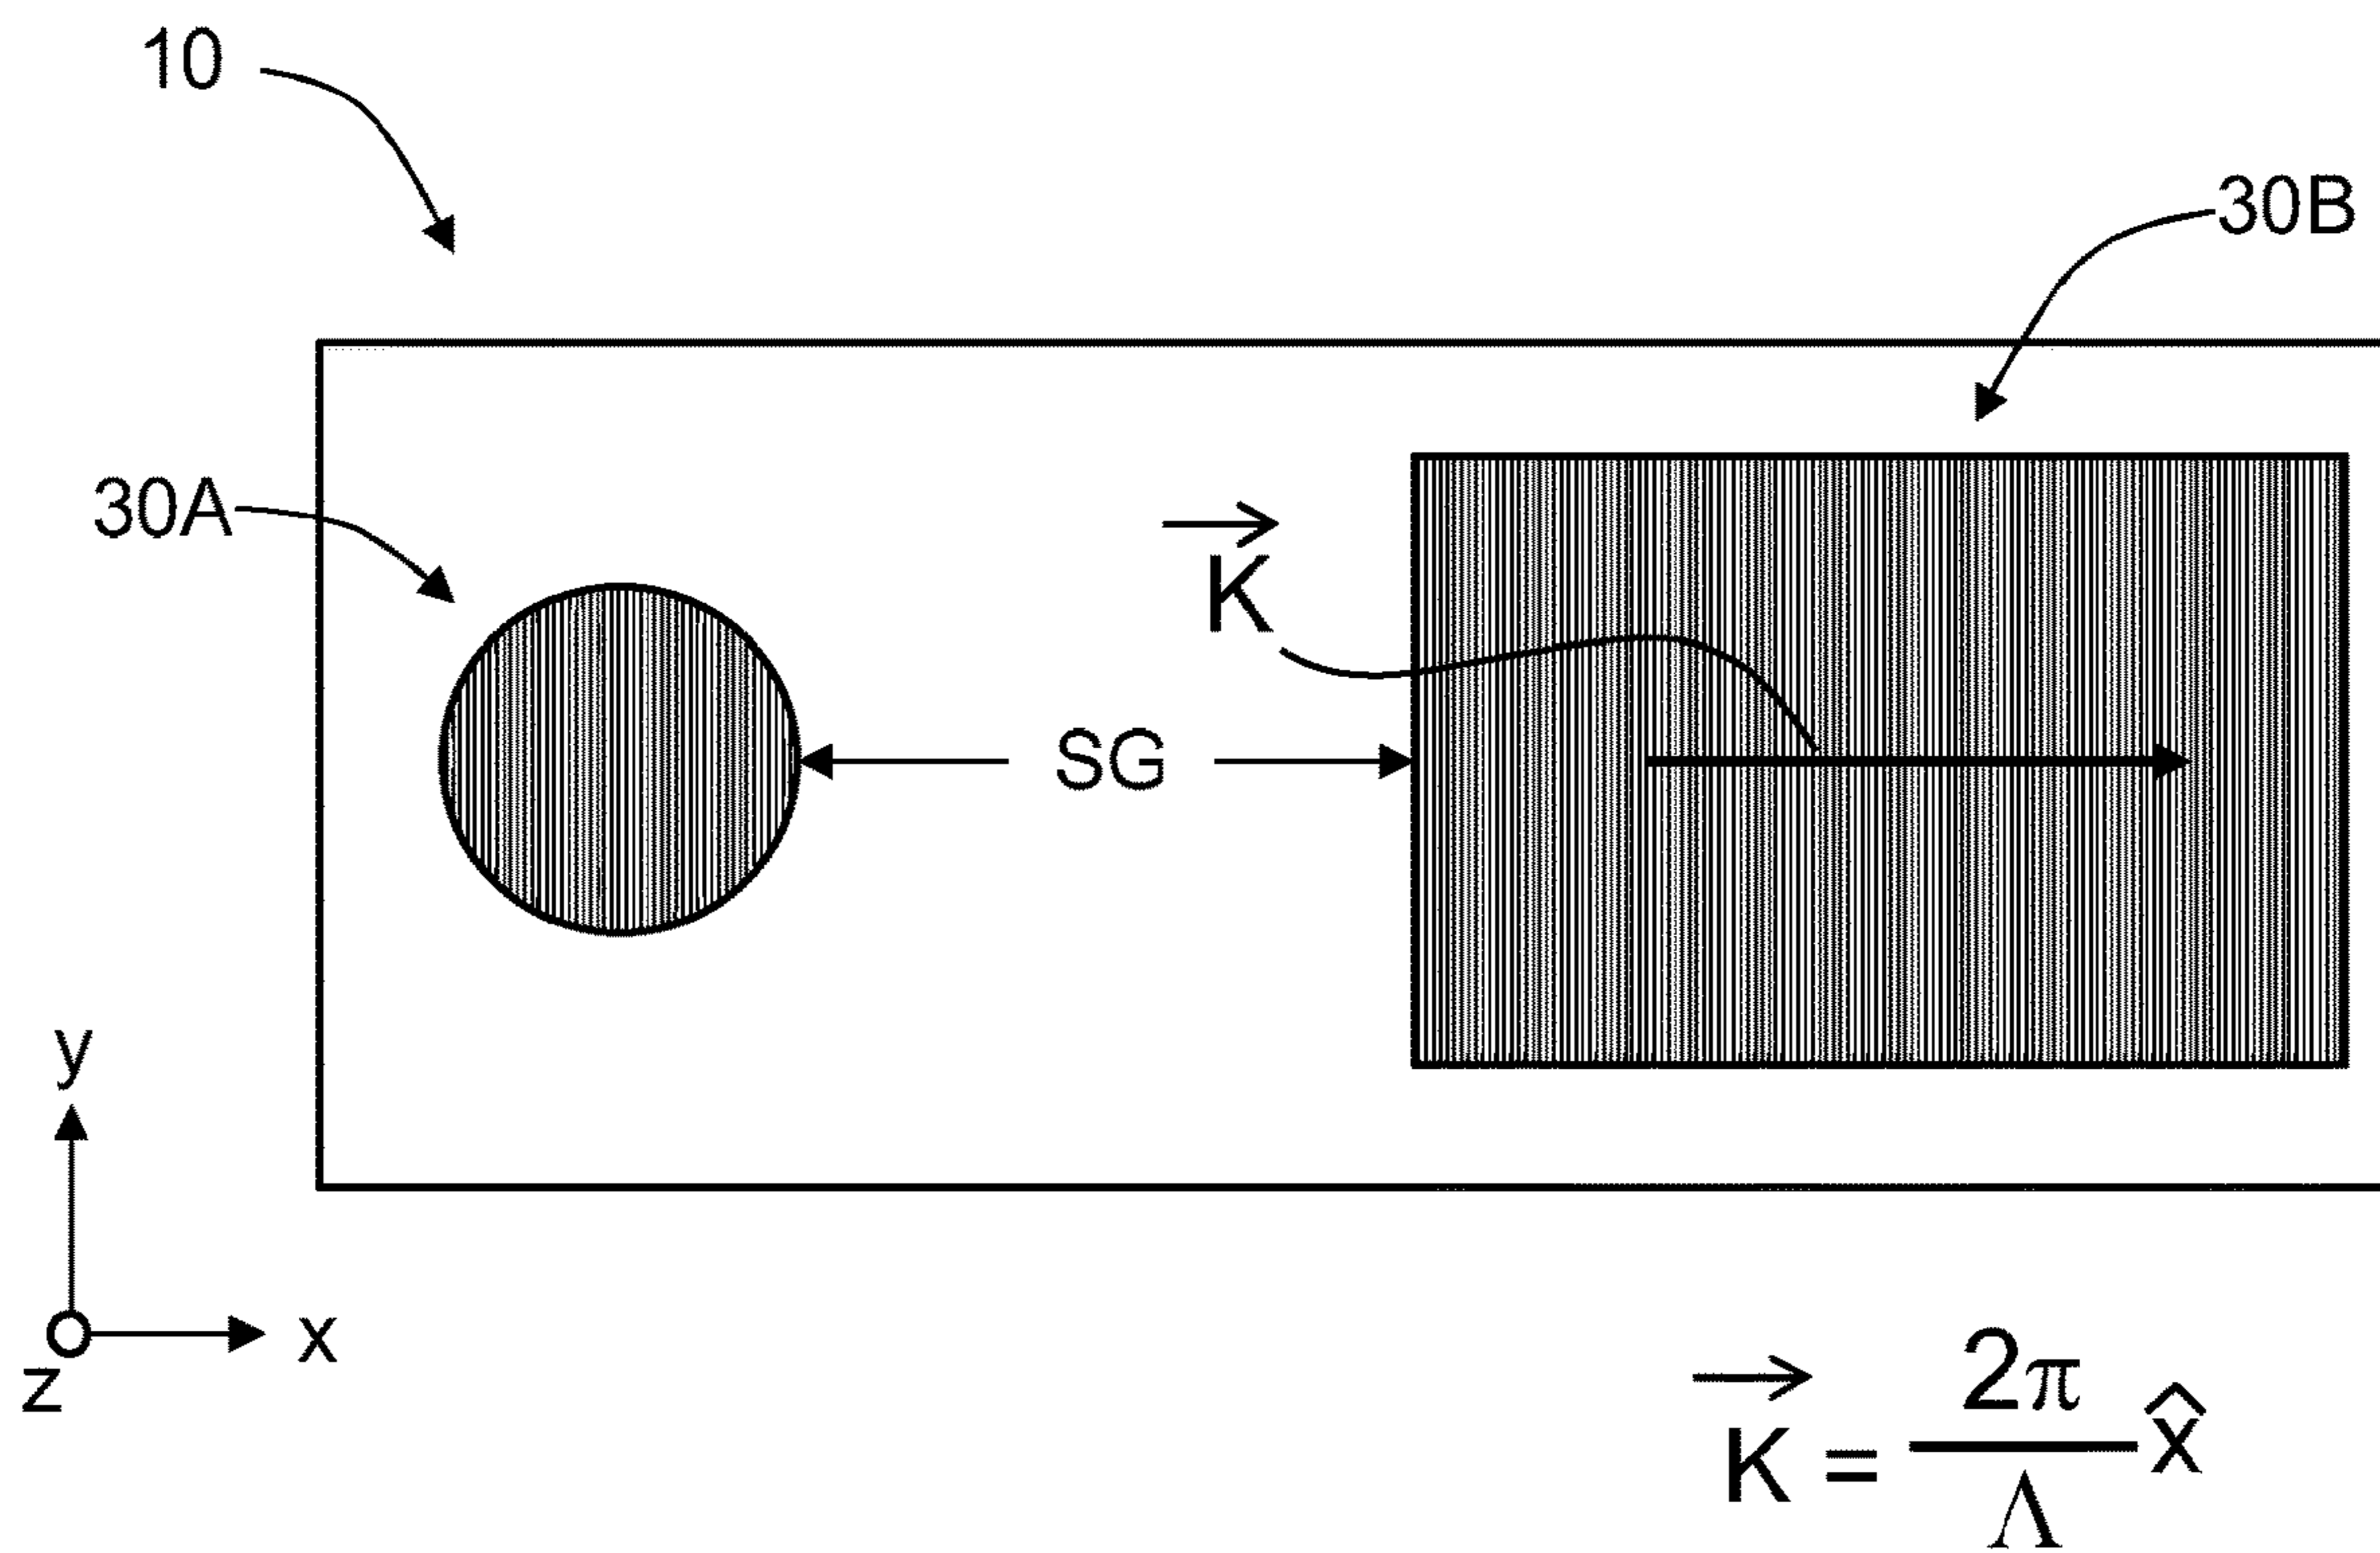 10
30B
30A
K⃗
SG
y
x
z
K⃗ = 2π/Λ x̂